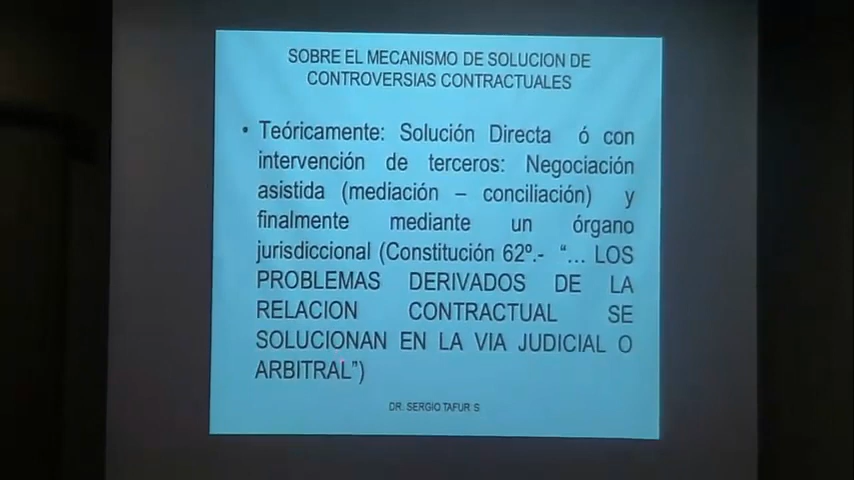 SOBRE EL MECANISMO DE SOLUCION DE
CONTROVERSIAS CONTRACTUALES
• Teóricamente: Solución Directa ó con
intervención de terceros: Negociación
asistida (mediación – conciliación) y
finalmente mediante un órgano
jurisdiccional (Constitución 62º.- “... LOS
PROBLEMAS DERIVADOS DE LA
RELACION CONTRACTUAL SE
SOLUCIONAN EN LA VIA JUDICIAL O
ARBITRAL”)
DR. SERGIO TAFUR S